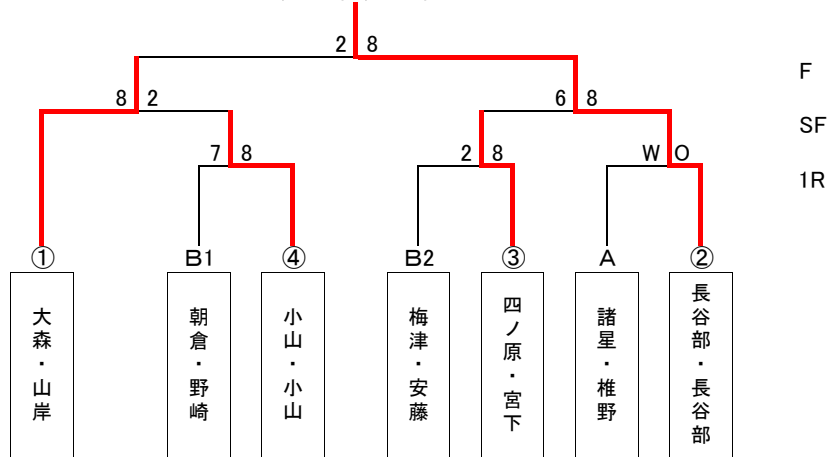 2 8
F
8 2
6 8
SF
7 8
2 8
W O
1R
① B1 ④ B2 ③ A ②
大森・山岸
朝倉・野崎
小山・小山
梅津・安藤
四ノ原・宮下
諸星・椎野
長谷部・長谷部